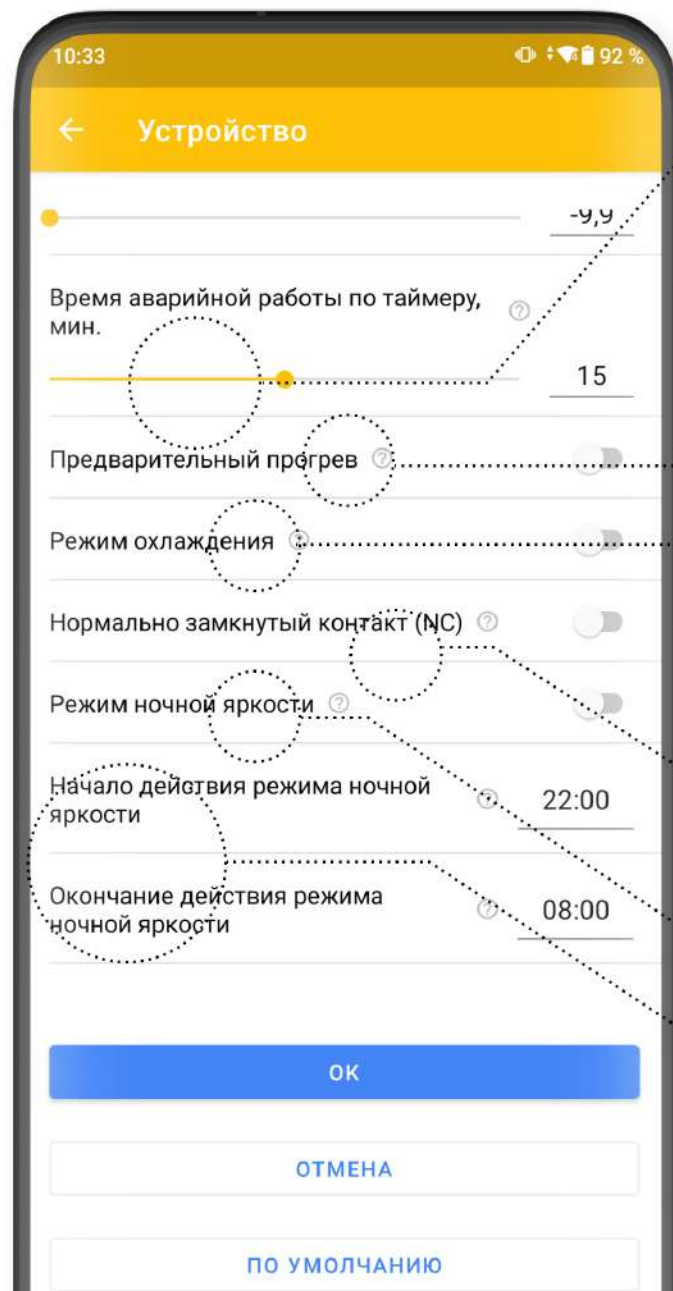 10:33 92 %
Устройство
-9,9
Время аварийной работы по таймеру,
мин.
15
Предварительный прогрев
Режим охлаждения
Нормально замкнутый контакт (NC)
Режим ночной яркости
Начало действия режима ночной
яркости
22:00
Окончание действия режима
ночной яркости
08:00
ОК
ОТМЕНА
ПО УМОЛЧАНИЮ